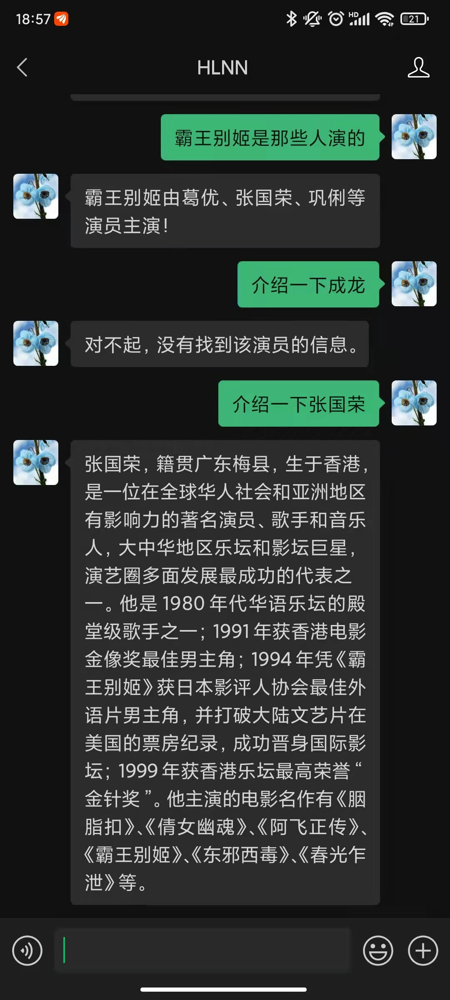 18:57
HD
21
HLNN
霸王别姬是那些人演的
霸王别姬由葛优、张国荣、巩俐等
演员主演!
介绍一下成龙
对不起，没有找到该演员的信息。
介绍一下张国荣
张国荣，籍贯广东梅县，生于香港，
是一位在全球华人社会和亚洲地区
有影响力的著名演员、歌手和音乐
人，大中华地区乐坛和影坛巨星，
演艺圈多面发展最成功的代表之
一。他是 1980 年代华语乐坛的殿
堂级歌手之一；1991 年获香港电影
金像奖最佳男主角；1994 年凭《霸
王别姬》获日本影评人协会最佳外
语片男主角，并打破大陆文艺片在
美国的票房纪录，成功晋身国际影
坛；1999 年获香港乐坛最高荣誉 “
金针奖 ”。他主演的电影名作有《胭
脂扣》、《倩女幽魂》、《阿飞正传》、
《霸王别姬》、《东邪西毒》、《春光乍
泄》等。